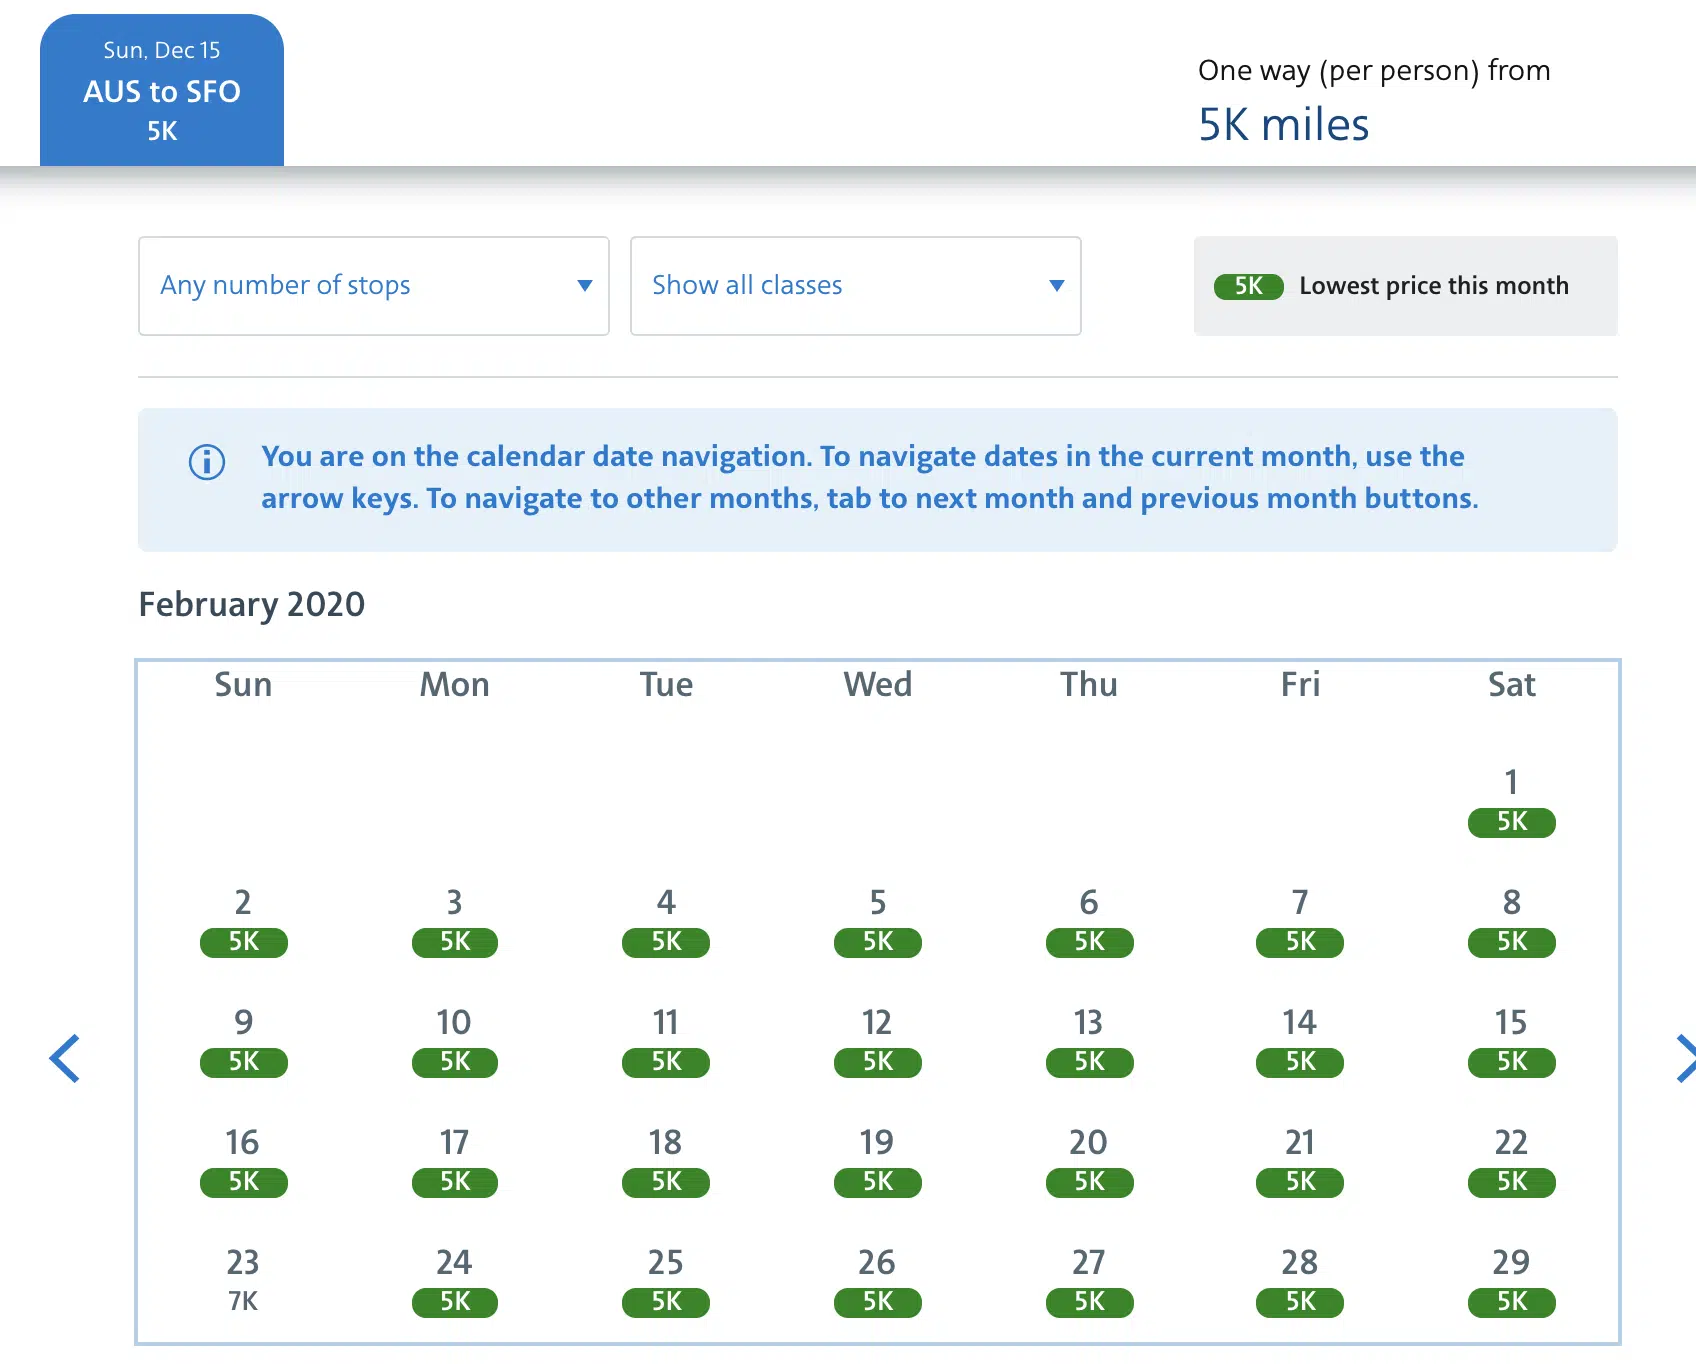 Sun, Dec 15
AUS to SFO
5K
One way (per person) from
5K miles
Any number of stops
Show all classes
5K Lowest price this month
You are on the calendar date navigation. To navigate dates in the current month, use the
arrow keys. To navigate to other months, tab to next month and previous month buttons.
February 2020
Sun Mon Tue Wed Thu Fri Sat
1
5K
2 3 4 5 6 7 8
5K 5K 5K 5K 5K 5K 5K
9 10 11 12 13 14 15
5K 5K 5K 5K 5K 5K 5K
16 17 18 19 20 21 22
5K 5K 5K 5K 5K 5K 5K
23 24 25 26 27 28 29
7K 5K 5K 5K 5K 5K 5K